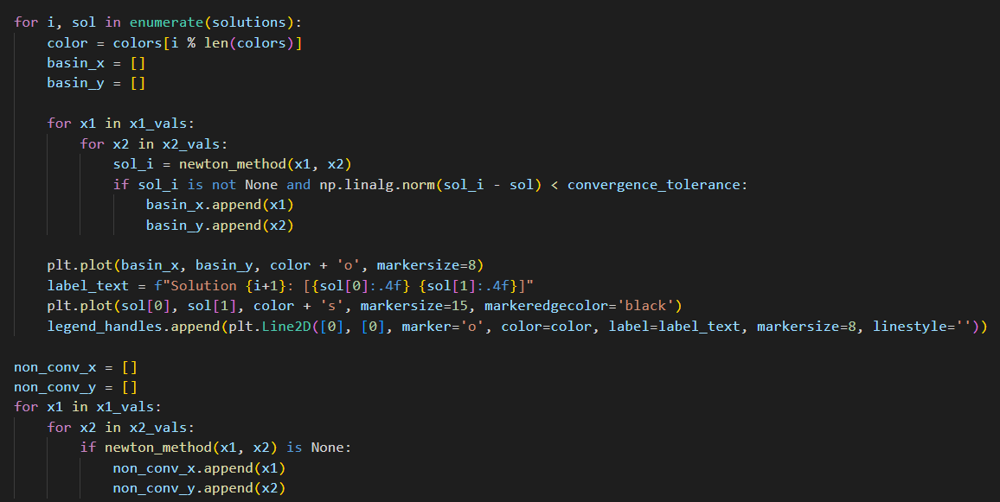 for i, sol in enumerate(solutions):
    color = colors[i % len(colors)]
    basin_x = []
    basin_y = []

    for x1 in x1_vals:
        for x2 in x2_vals:
            sol_i = newton_method(x1, x2)
            if sol_i is not None and np.linalg.norm(sol_i - sol) < convergence_tolerance:
                basin_x.append(x1)
                basin_y.append(x2)

    plt.plot(basin_x, basin_y, color + 'o', markersize=8)
    label_text = f"Solution {i+1}: [{sol[0]:.4f} {sol[1]:.4f}]"
    plt.plot(sol[0], sol[1], color + 's', markersize=15, markeredgecolor='black')
    legend_handles.append(plt.Line2D([0], [0], marker='o', color=color, label=label_text, markersize=8, linestyle=''))

non_conv_x = []
non_conv_y = []
for x1 in x1_vals:
    for x2 in x2_vals:
        if newton_method(x1, x2) is None:
            non_conv_x.append(x1)
            non_conv_y.append(x2)